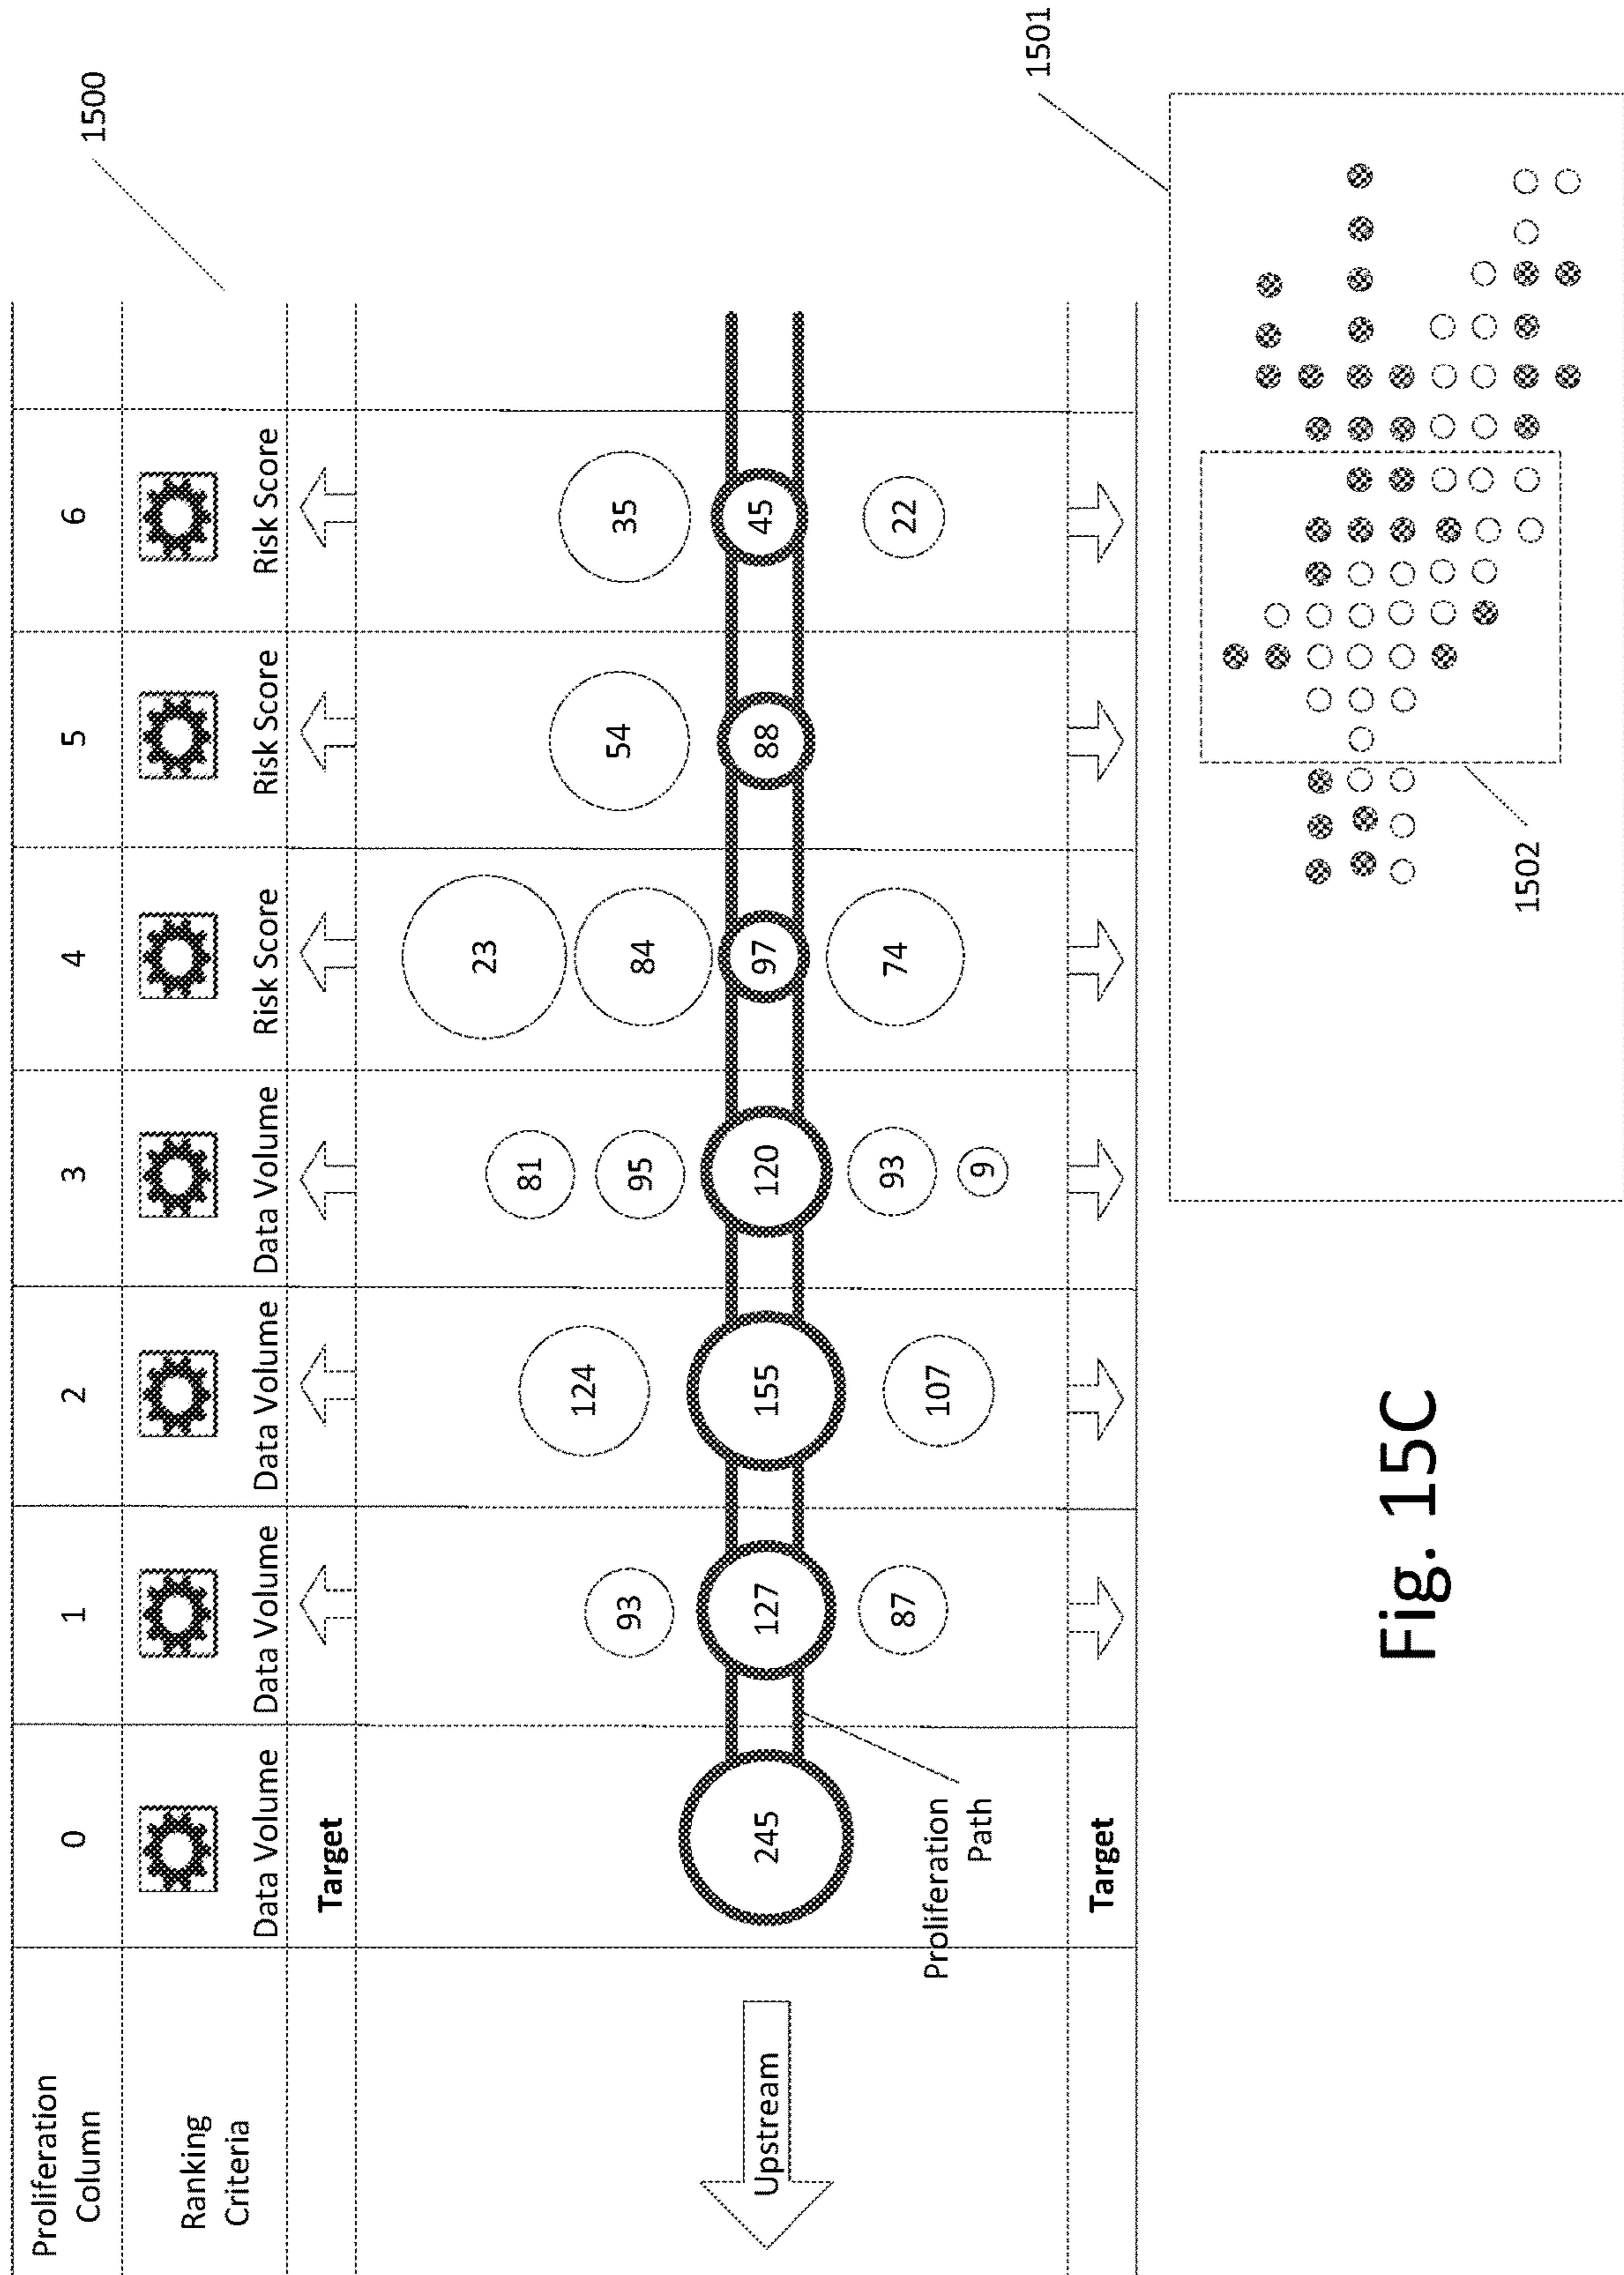 1500
Proliferation
Column
0
1
2
3
4
5
6
Ranking
Criteria
Data Volume
Data Volume
Data Volume
Data Volume
Risk Score
Risk Score
Risk Score
Target
Upstream
245
Proliferation
Path
93
127
87
124
155
107
81
95
120
93
9
23
84
97
74
54
88
35
45
22
Target
1501
1502
Fig. 15C